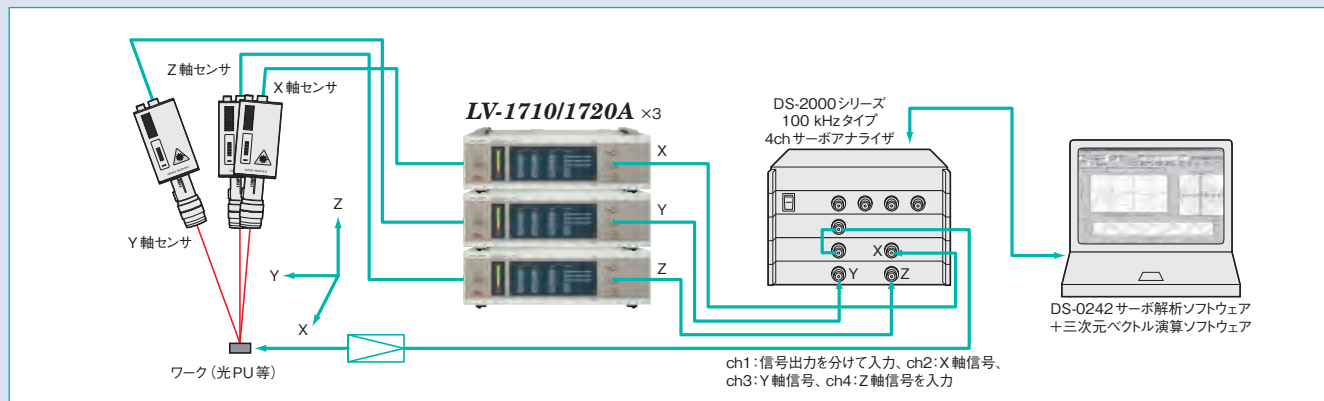 Z軸センサ
X軸センサ
Y軸センサ
Z
Y
X
ワーク（光PU等）
LV-1710/1720A ×3
X
Y
Z
DS-2000シリーズ
100 kHzタイプ
4chサーボアナライザ
X
Y
Z
ch1：信号出力を分けて入力、ch2：X軸信号、
ch3：Y軸信号、ch4：Z軸信号を入力
DS-0242サーボ解析ソフトウェア
＋三次元ベクトル演算ソフトウェア